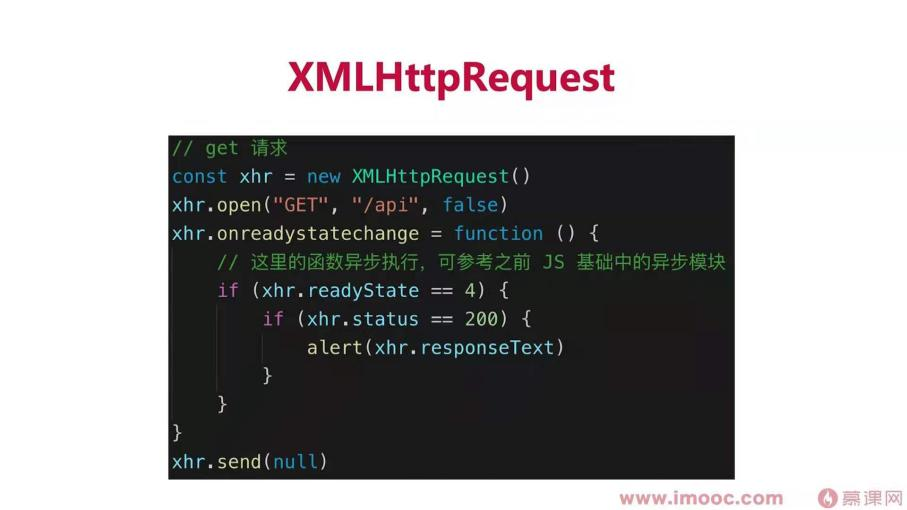 XMLHttpRequest
// get 请求
const xhr = new XMLHttpRequest()
xhr.open("GET", "/api", false)
xhr.onreadystatechange = function () {
    // 这里的函数异步执行，可参考之前 JS 基础中的异步模块
    if (xhr.readyState == 4) {
        if (xhr.status == 200) {
            alert(xhr.responseText)
        }
    }
}
xhr.send(null)
www.imooc.com 慕课网